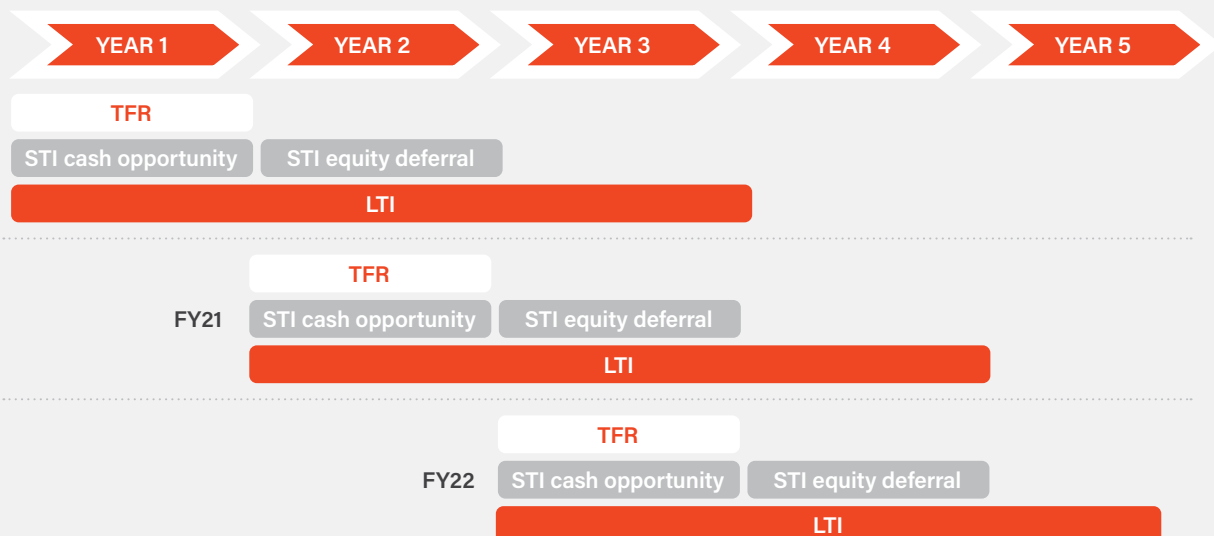 YEAR 1 YEAR 2 YEAR 3 YEAR 4 YEAR 5
TFR
STI cash opportunity STI equity deferral
LTI
TFR
FY21 STI cash opportunity STI equity deferral
LTI
TFR
FY22 STI cash opportunity STI equity deferral
LTI